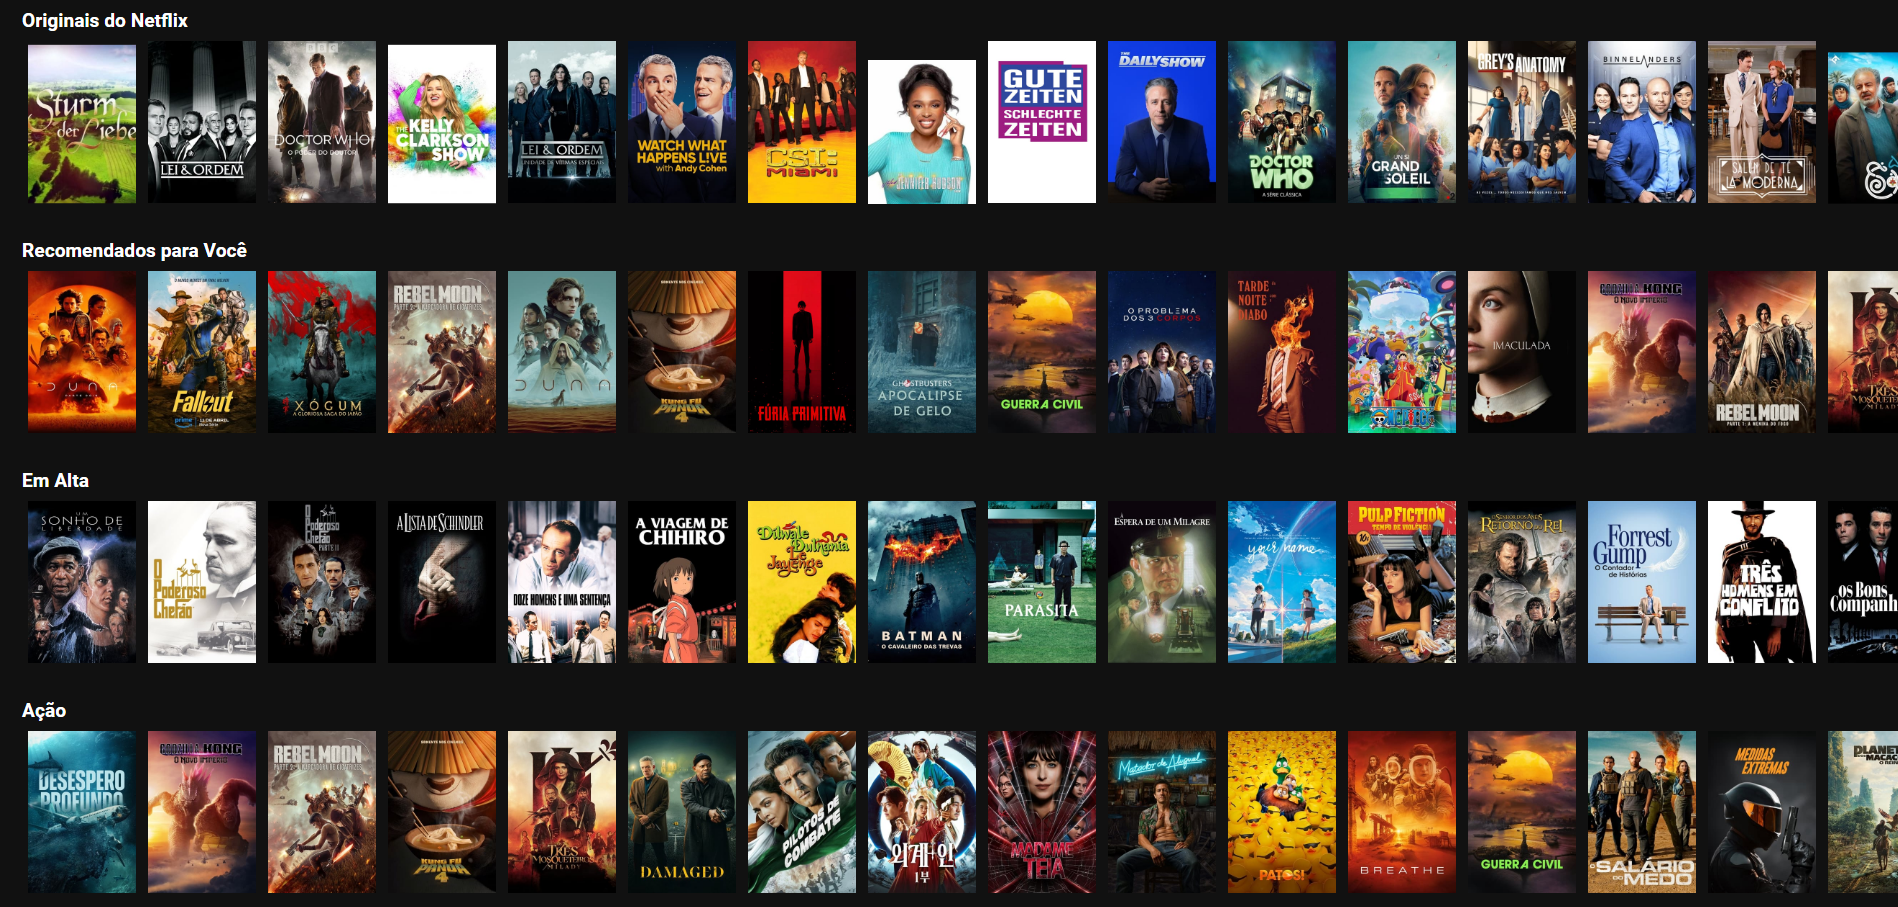 Originais do Netflix
Sturm
der Liebe
LEI & ORDEM
BBC
DOCTOR WHO
O PODER DO DOUTOR
THE
KELLY
CLARKSON
SHOW
LEI & ORDEM
UNIDADE DE VÍTIMAS ESPECIAIS
WATCH WHAT
HAPPENS L!VE
with Andy Cohen
CSI:
MIAMI
JENNIFER HUDSON
GUTE
ZEITEN
SCHLECHTE
ZEITEN
THE
DAILY SHOW
DOCTOR
WHO
A SÉRIE CLÁSSICA
UN SI
GRAND
SOLEIL
GREY'S ANATOMY
BINNELANDERS
SALÓN DE TÉ
LA MODERNA
Recomendados para Você
DUNA
Fallout
prime
XÓGUM
A GLORIOSA SAGA DO JAPÃO
REBEL MOON
PARTE 2: A MARCADORA DE CICATRIZES
DUNA
KUNG FU
PANDA
4
FÚRIA PRIMITIVA
GHOSTBUSTERS
APOCALIPSE
DE GELO
GUERRA CIVIL
O PROBLEMA
DOS 3 CORPOS
TARDE DA
NOITE COM
DIABO
ONE PIECE
IMACULADA
GODZILLA KONG
O NOVO IMPÉRIO
REBEL MOON
PARTE 1: A MENINA DO FOGO
TRÊS
MOSQUETEIROS
MILADY
Em Alta
UM
SONHO DE
LIBERDADE
O
Poderoso
Chefão
O
Poderoso
Chefão
PARTE II
A LISTA DE SCHINDLER
DOZE HOMENS E UMA SENTENÇA
A VIAGEM DE
CHIHIRO
Dilwale
Dulhania
Le
Jayenge
BATMAN
O CAVALEIRO DAS TREVAS
PARASITA
À
ESPERA DE UM MILAGRE
your name.
PULP FICTION
TEMPO DE VIOLÊNCIA
10¢
O SENHOR DOS ANÉIS
O RETORNO DO REI
Forrest
Gump
O Contador
de Histórias
TRÊS
HOMENS EM
CONFLITO
os Bons
Companh
Ação
DESESPERO
PROFUNDO
GODZILLA KONG
O NOVO IMPÉRIO
REBEL MOON
PARTE 2: A MARCADORA DE CICATRIZES
KUNG FU
PANDA
4
TRÊS
MOSQUETEIROS
MILADY
DAMAGED
PILOTOS DE
COMBATE
외계+인
1부
MADAME
TEIA
Matador de Aluguel
PATOS!
BREATHE
GUERRA CIVIL
O SALÁRIO
DO MEDO
MEDIDAS
EXTREMAS
PLANET
MACAC